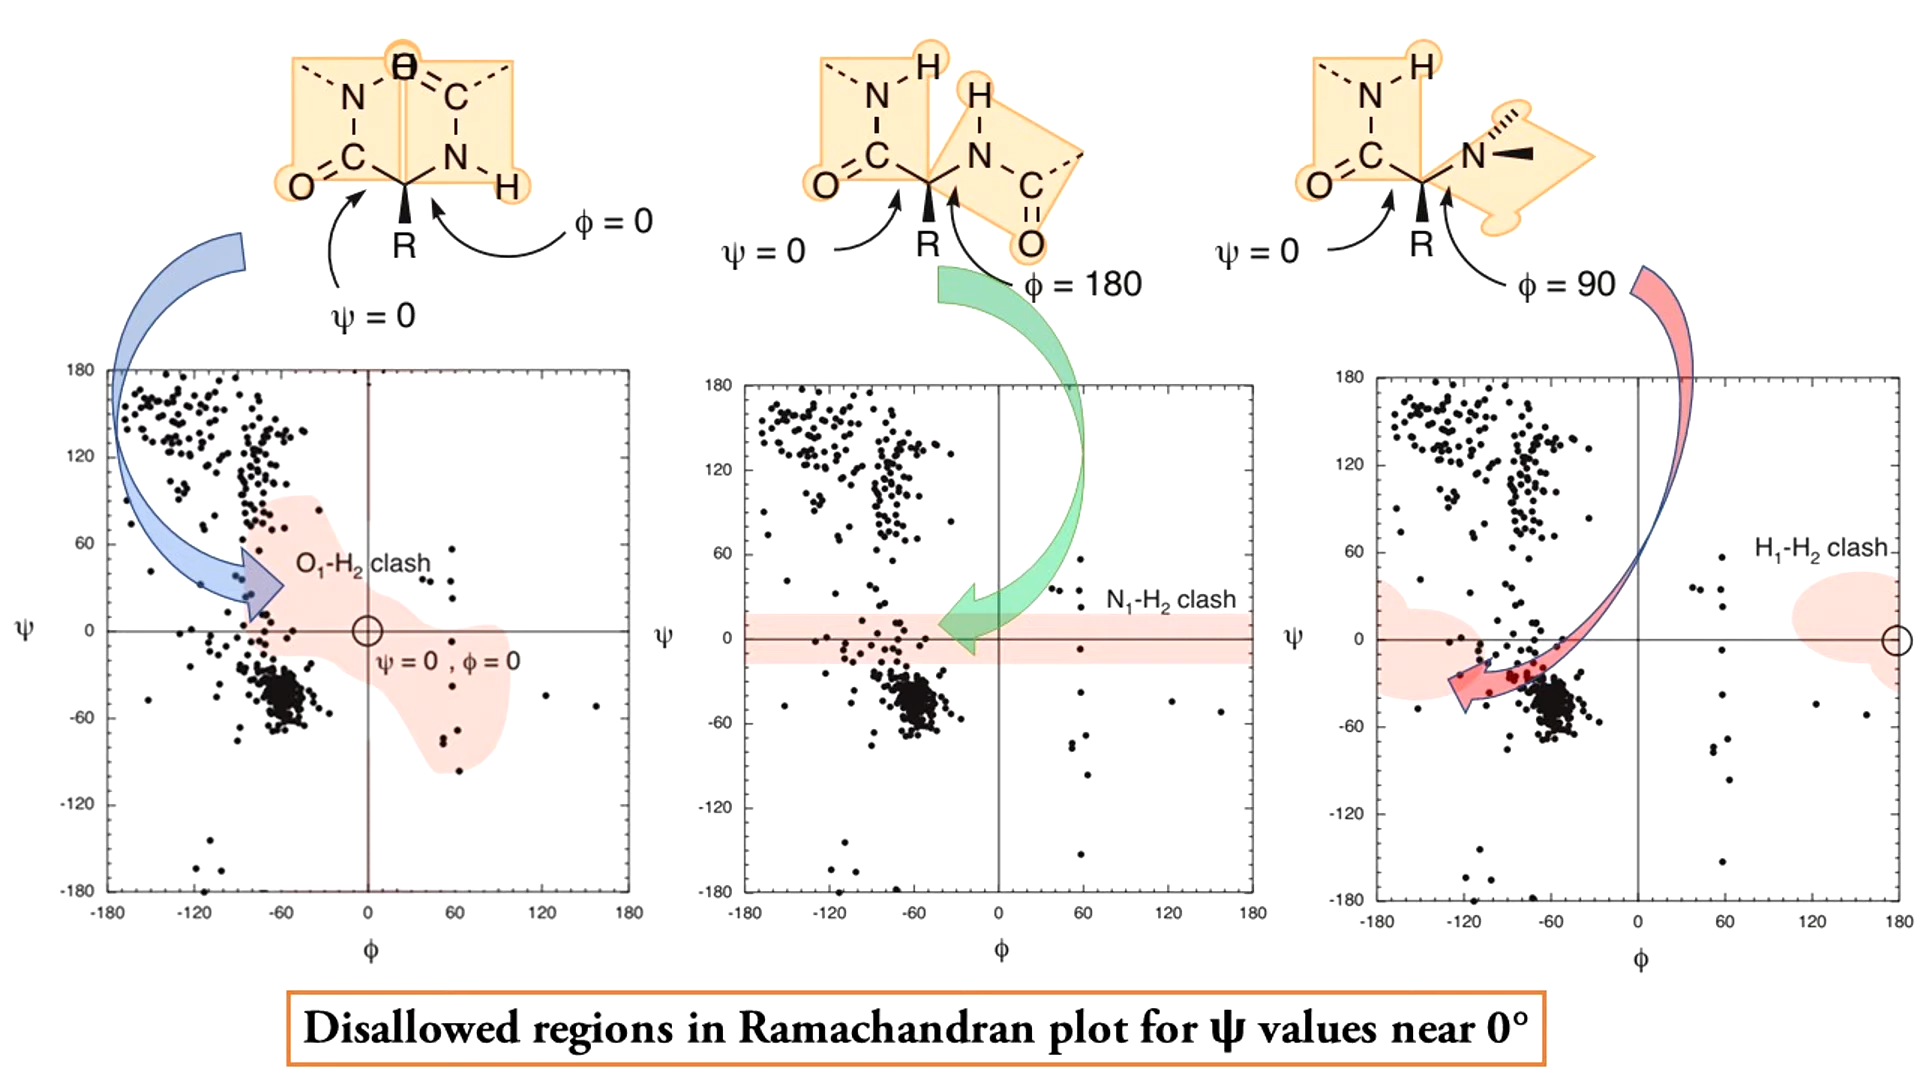 H O
N C
C N
O H
R
ϕ = 0
ψ = 0
H
N H
C N
O C
R O
ψ = 0
ϕ = 180
H
N
C N
O
R
ψ = 0
ϕ = 90
180
120
60
0
-60
-120
-180
-180 -120 -60 0 60 120 180
ψ
ϕ
O₁-H₂ clash
ψ = 0 , ϕ = 0
180
120
60
0
-60
-120
-180
-180 -120 -60 0 60 120 180
ψ
ϕ
N₁-H₂ clash
180
120
60
0
-60
-120
-180
-180 -120 -60 0 60 120 180
ψ
ϕ
H₁-H₂ clash
Disallowed regions in Ramachandran plot for ψ values near 0°